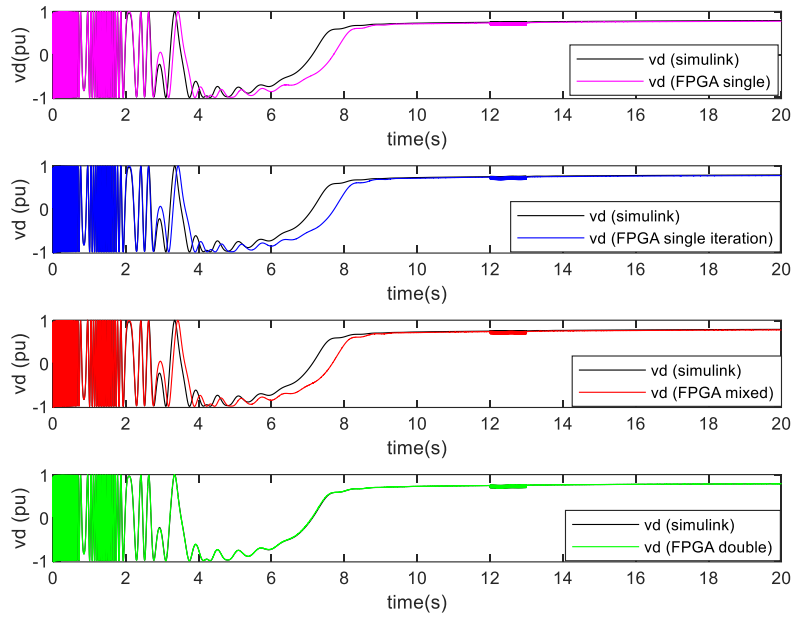 vd(pu)
1
0
-1
vd (simulink)
vd (FPGA single)
0 2 4 6 8 10 12 14 16 18 20
time(s)
vd (pu)
1
0
-1
vd (simulink)
vd (FPGA single iteration)
0 2 4 6 8 10 12 14 16 18 20
time(s)
vd (pu)
1
0
-1
vd (simulink)
vd (FPGA mixed)
0 2 4 6 8 10 12 14 16 18 20
time(s)
vd (pu)
1
0
-1
vd (simulink)
vd (FPGA double)
0 2 4 6 8 10 12 14 16 18 20
time(s)